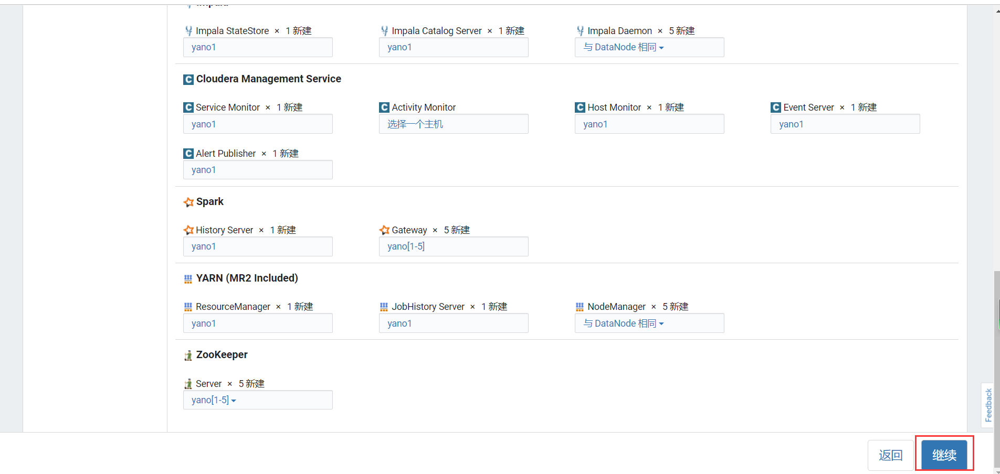 Impala
Impala StateStore × 1 新建
yano1
Impala Catalog Server × 1 新建
yano1
Impala Daemon × 5 新建
与 DataNode 相同
Cloudera Management Service
Service Monitor × 1 新建
yano1
Activity Monitor
选择一个主机
Host Monitor × 1 新建
yano1
Event Server × 1 新建
yano1
Alert Publisher × 1 新建
yano1
Spark
History Server × 1 新建
yano1
Gateway × 5 新建
yano[1-5]
YARN (MR2 Included)
ResourceManager × 1 新建
yano1
JobHistory Server × 1 新建
yano1
NodeManager × 5 新建
与 DataNode 相同
ZooKeeper
Server × 5 新建
yano[1-5]
Feedback
返回
继续